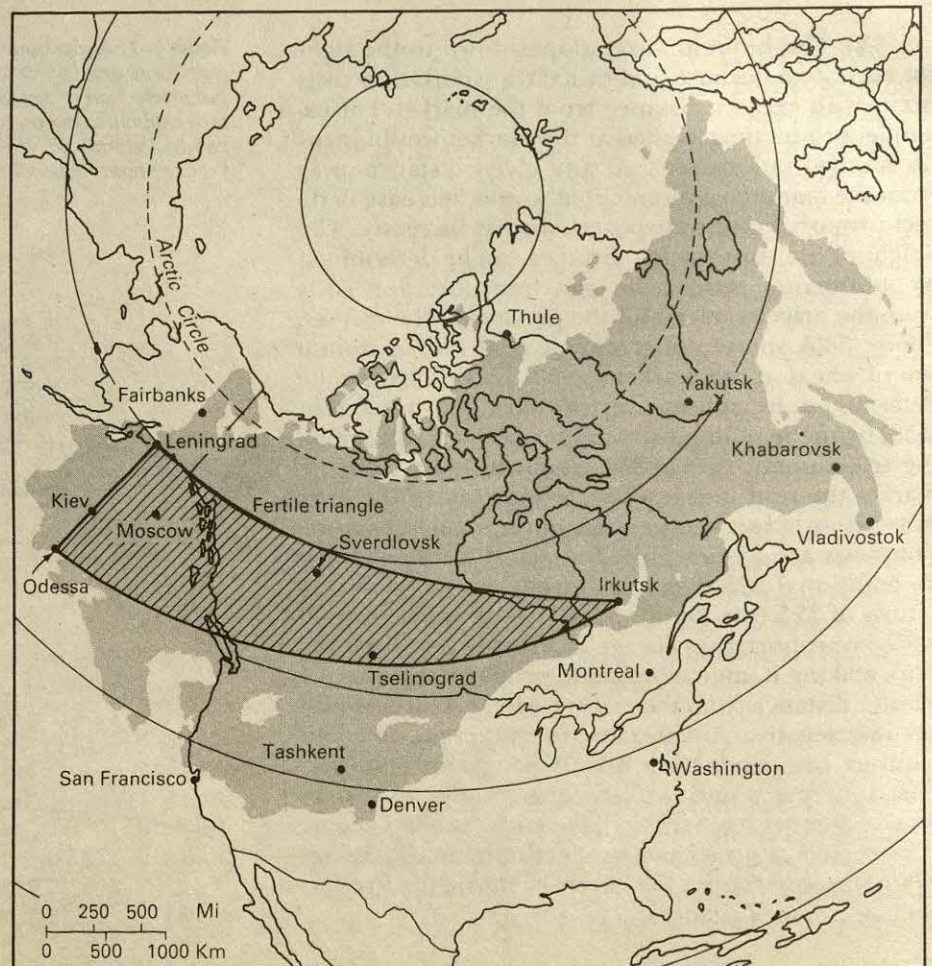 Arctic Circle
Thule
Yakutsk
Fairbanks
Leningrad
Khabarovsk
Kiev
Fertile triangle
Moscow
Sverdlovsk
Vladivostok
Odessa
Irkutsk
Tselinograd
Montreal
Tashkent
San Francisco
Washington
Denver
0 250 500 Mi
0 500 1000 Km